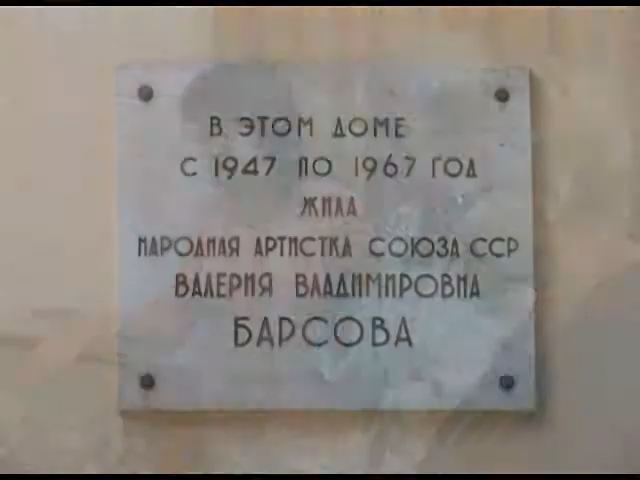 В ЭТОМ ДОМЕ
С 1947 ПО 1967 ГОД
ЖИЛА
НАРОДНАЯ АРТИСТКА СОЮЗА ССР
ВАЛЕРИЯ ВЛАДИМИРОВНА
БАРСОВА